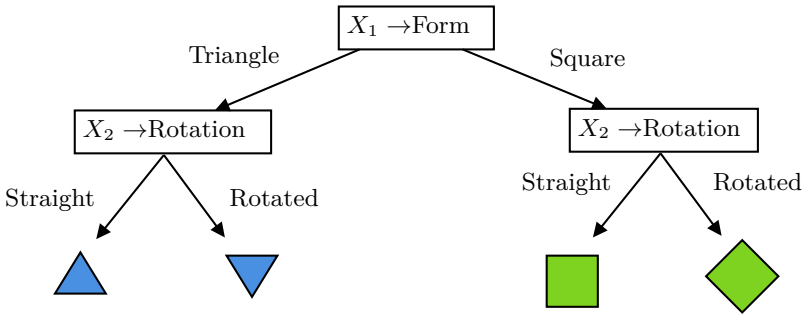 X₁ →Form
Triangle
Square
X₂ →Rotation
X₂ →Rotation
Straight
Rotated
Straight
Rotated